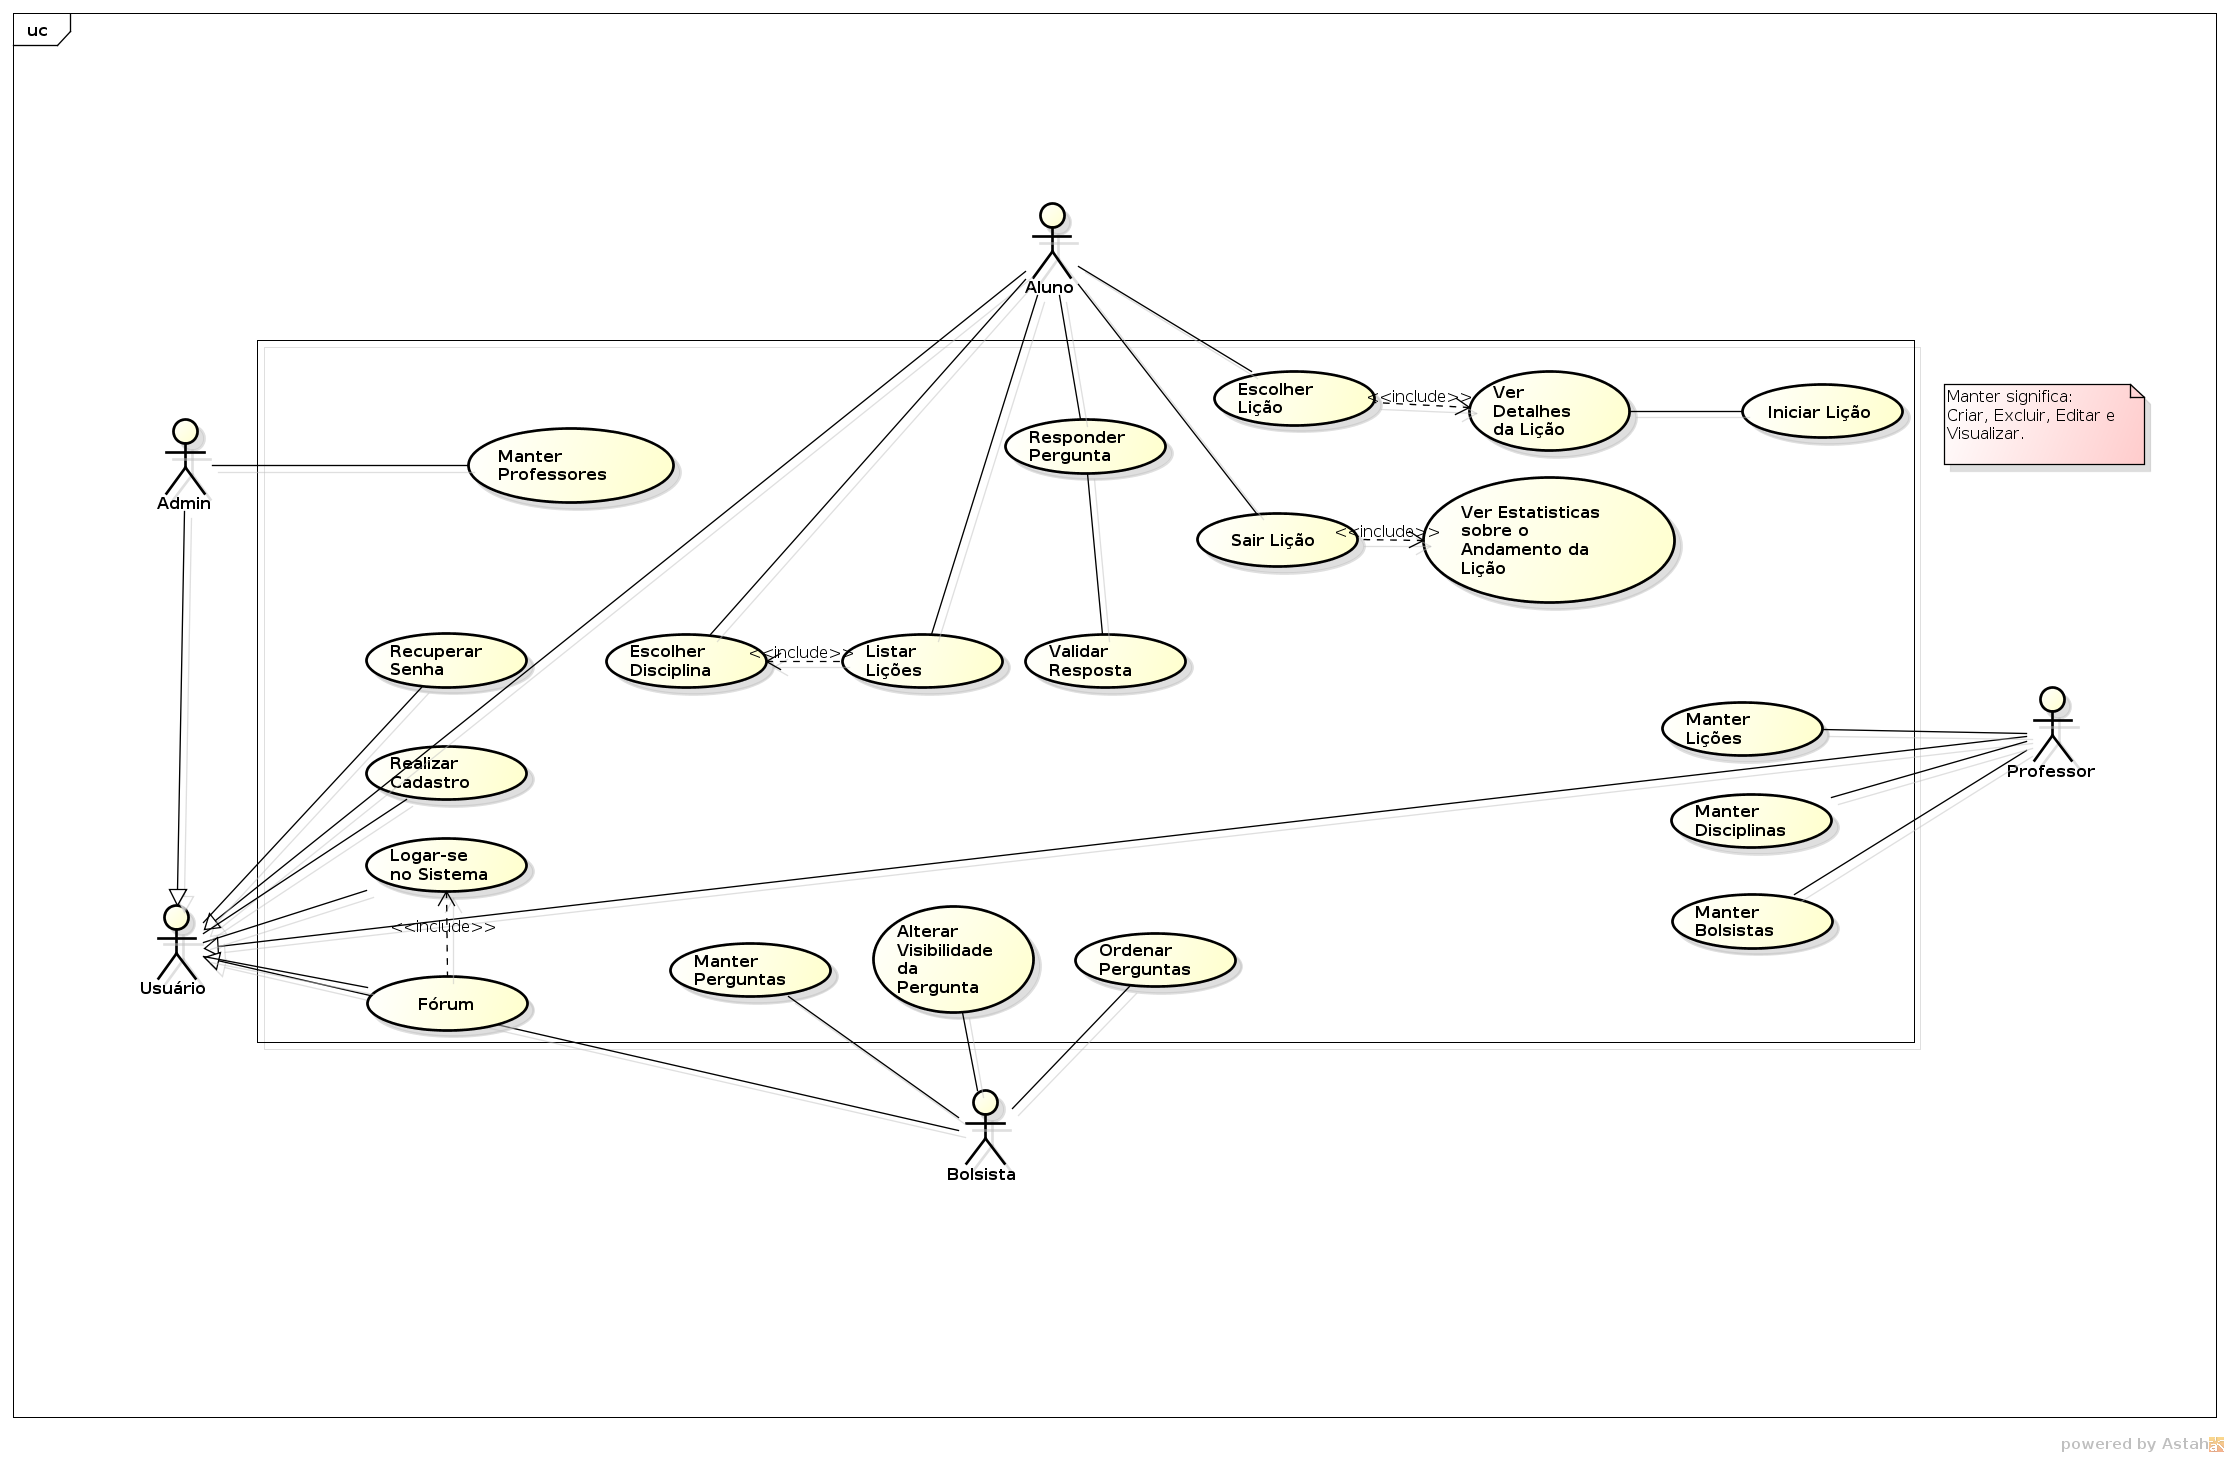 uc
Aluno
Escolher
Lição
<<include>>
Ver
Detalhes
da Lição
Iniciar Lição
Manter significa:
Criar, Excluir, Editar e
Visualizar.
Responder
Pergunta
Manter
Professores
Admin
Sair Lição
<<include>>
Ver Estatisticas
sobre o
Andamento da
Lição
Recuperar
Senha
Escolher
Disciplina
<<include>>
Listar
Lições
Validar
Resposta
Manter
Lições
Professor
Realizar
Cadastro
Manter
Disciplinas
Logar-se
no Sistema
<<include>>
Manter
Bolsistas
Usuário
Fórum
Manter
Perguntas
Alterar
Visibilidade
da
Pergunta
Ordenar
Perguntas
Bolsista
powered by Astah